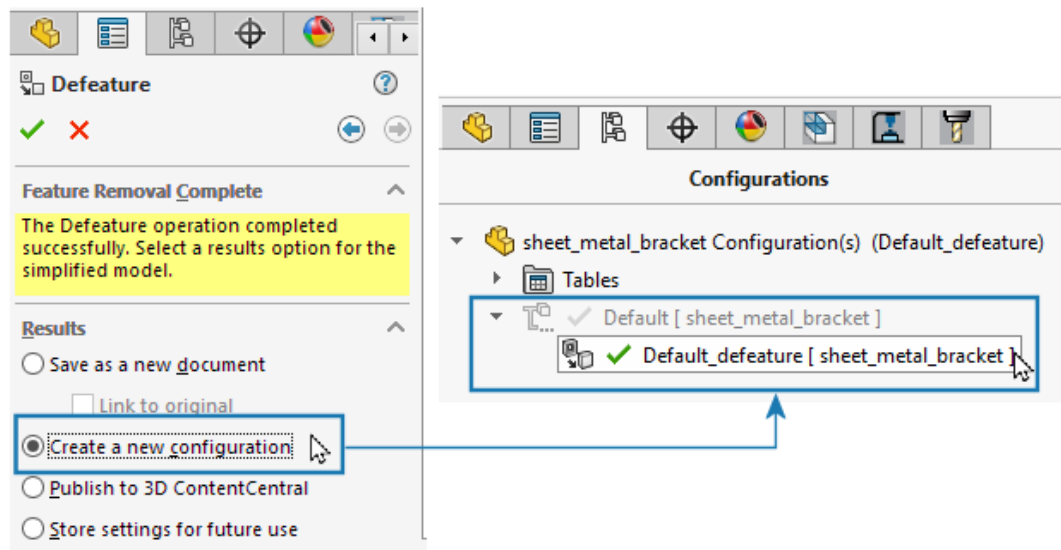 Defeature
Feature Removal Complete
The Defeature operation completed
successfully. Select a results option for the
simplified model.
Results
Save as a new document
Link to original
Create a new configuration
Publish to 3D ContentCentral
Store settings for future use
Configurations
sheet_metal_bracket Configuration(s) (Default_defeature)
Tables
Default [ sheet_metal_bracket ]
Default_defeature [ sheet_metal_bracket ]